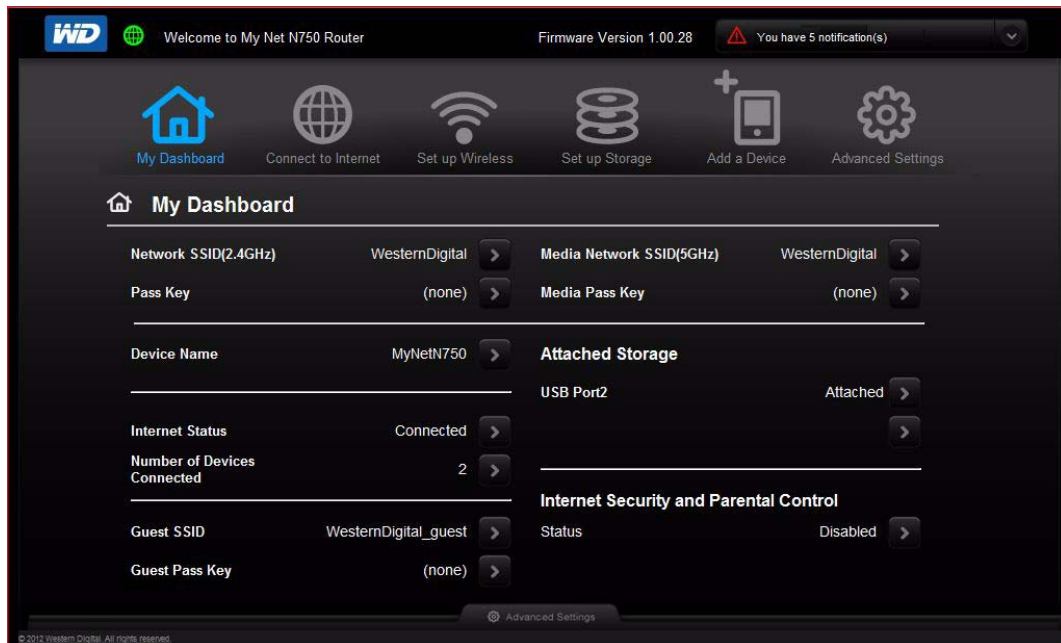 WD Welcome to My Net N750 Router Firmware Version 1.00.28 You have 5 notification(s)
My Dashboard Connect to Internet Set up Wireless Set up Storage Add a Device Advanced Settings
My Dashboard
Network SSID(2.4GHz) WesternDigital
Pass Key (none)
Media Network SSID(5GHz) WesternDigital
Media Pass Key (none)
Device Name MyNetN750
Internet Status Connected
Number of Devices
Connected 2
Guest SSID WesternDigital_guest
Guest Pass Key (none)
Attached Storage
USB Port2 Attached
Internet Security and Parental Control
Status Disabled
Advanced Settings
© 2012 Western Digital. All rights reserved.